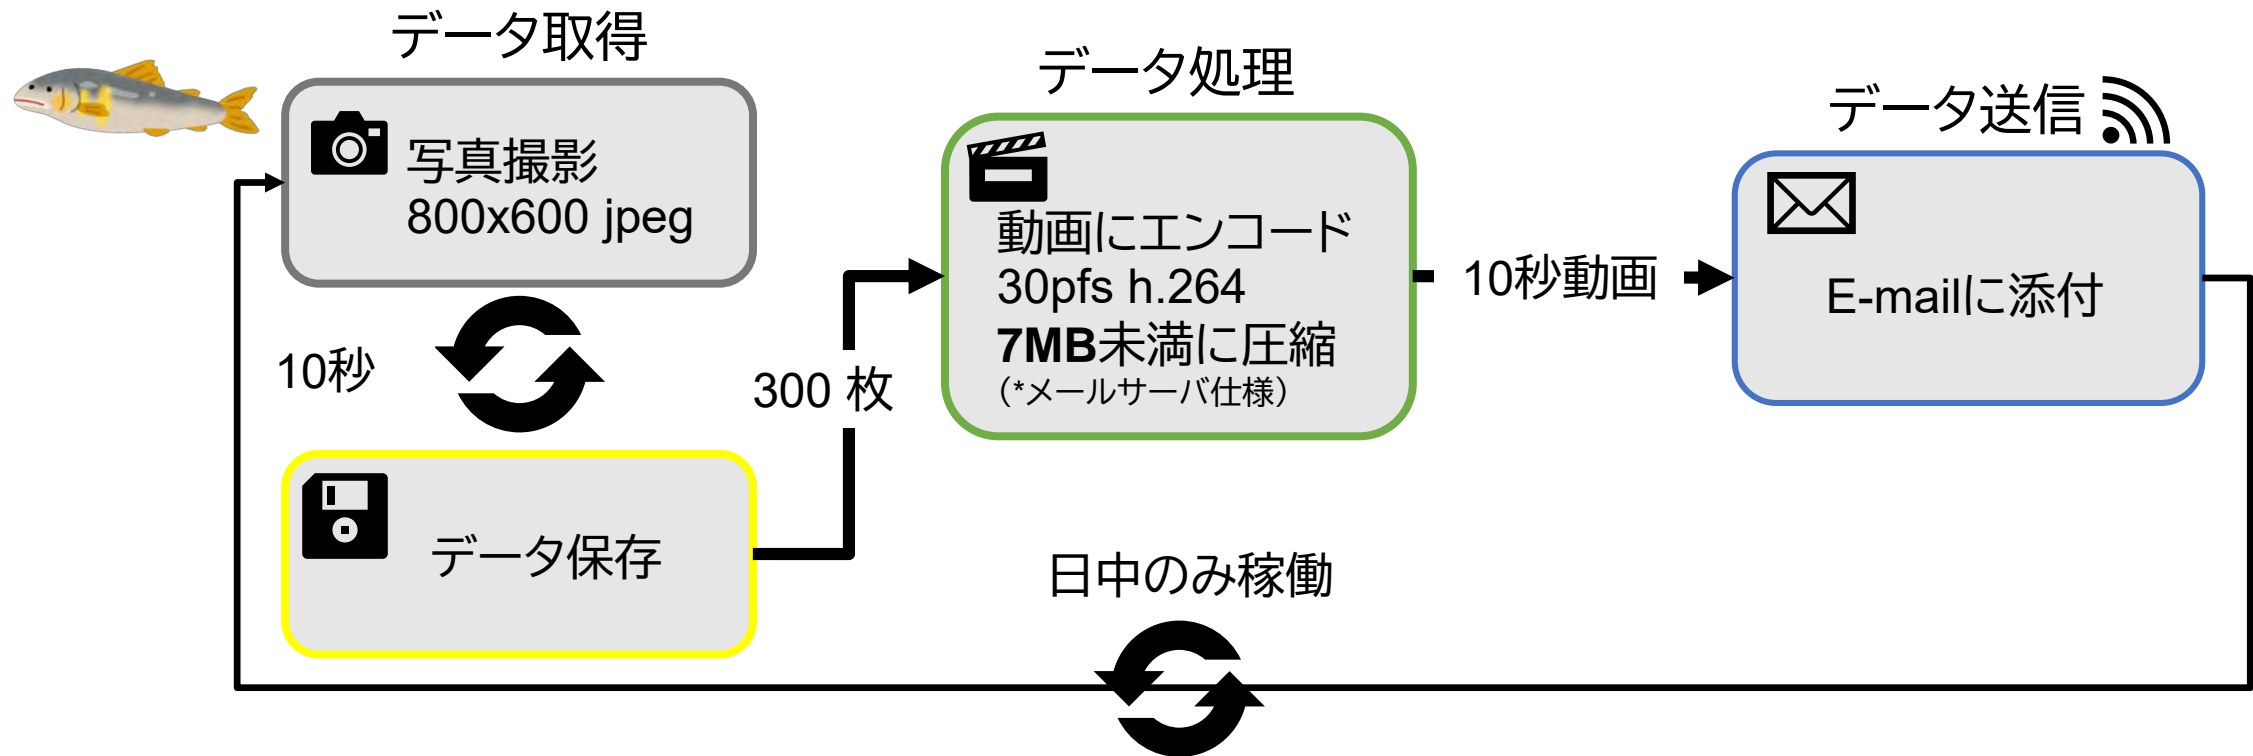 データ取得
写真撮影
800x600 jpeg
10秒
データ保存
300 枚
データ処理
動画にエンコード
30pfs h.264
7MB未満に圧縮
（*メールサーバ仕様）
10秒動画
データ送信
E-mailに添付
日中のみ稼働